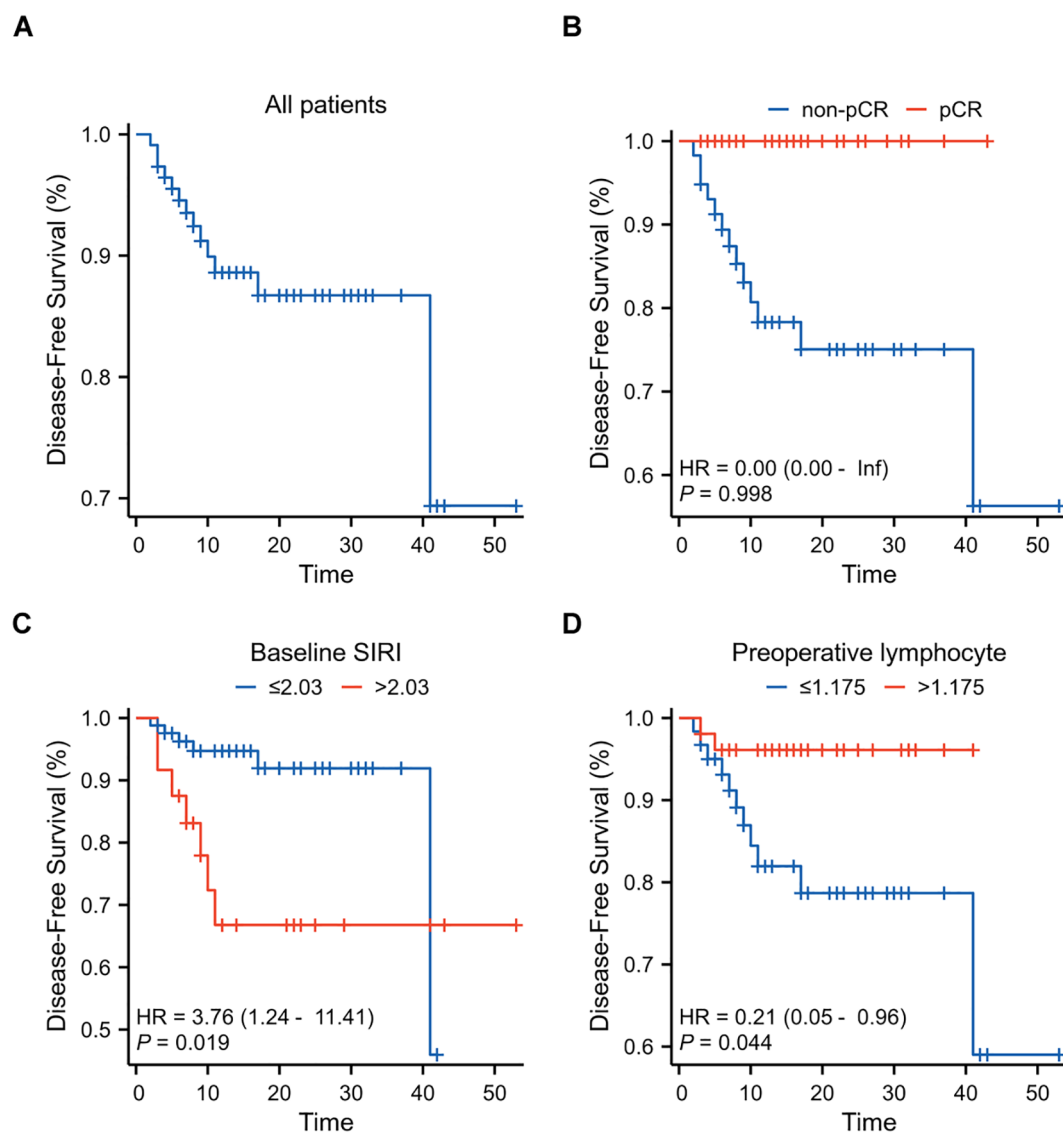 A
All patients
Disease-Free Survival (%)
1.0
0.9
0.8
0.7
0 10 20 30 40 50
Time
B
non-pCR pCR
Disease-Free Survival (%)
1.0
0.9
0.8
0.7
0.6
HR = 0.00 (0.00 - Inf)
P = 0.998
0 10 20 30 40 50
Time
C
Baseline SIRI
≤2.03 >2.03
Disease-Free Survival (%)
1.0
0.9
0.8
0.7
0.6
0.5
HR = 3.76 (1.24 - 11.41)
P = 0.019
0 10 20 30 40 50
Time
D
Preoperative lymphocyte
≤1.175 >1.175
Disease-Free Survival (%)
1.0
0.9
0.8
0.7
0.6
HR = 0.21 (0.05 - 0.96)
P = 0.044
0 10 20 30 40 50
Time